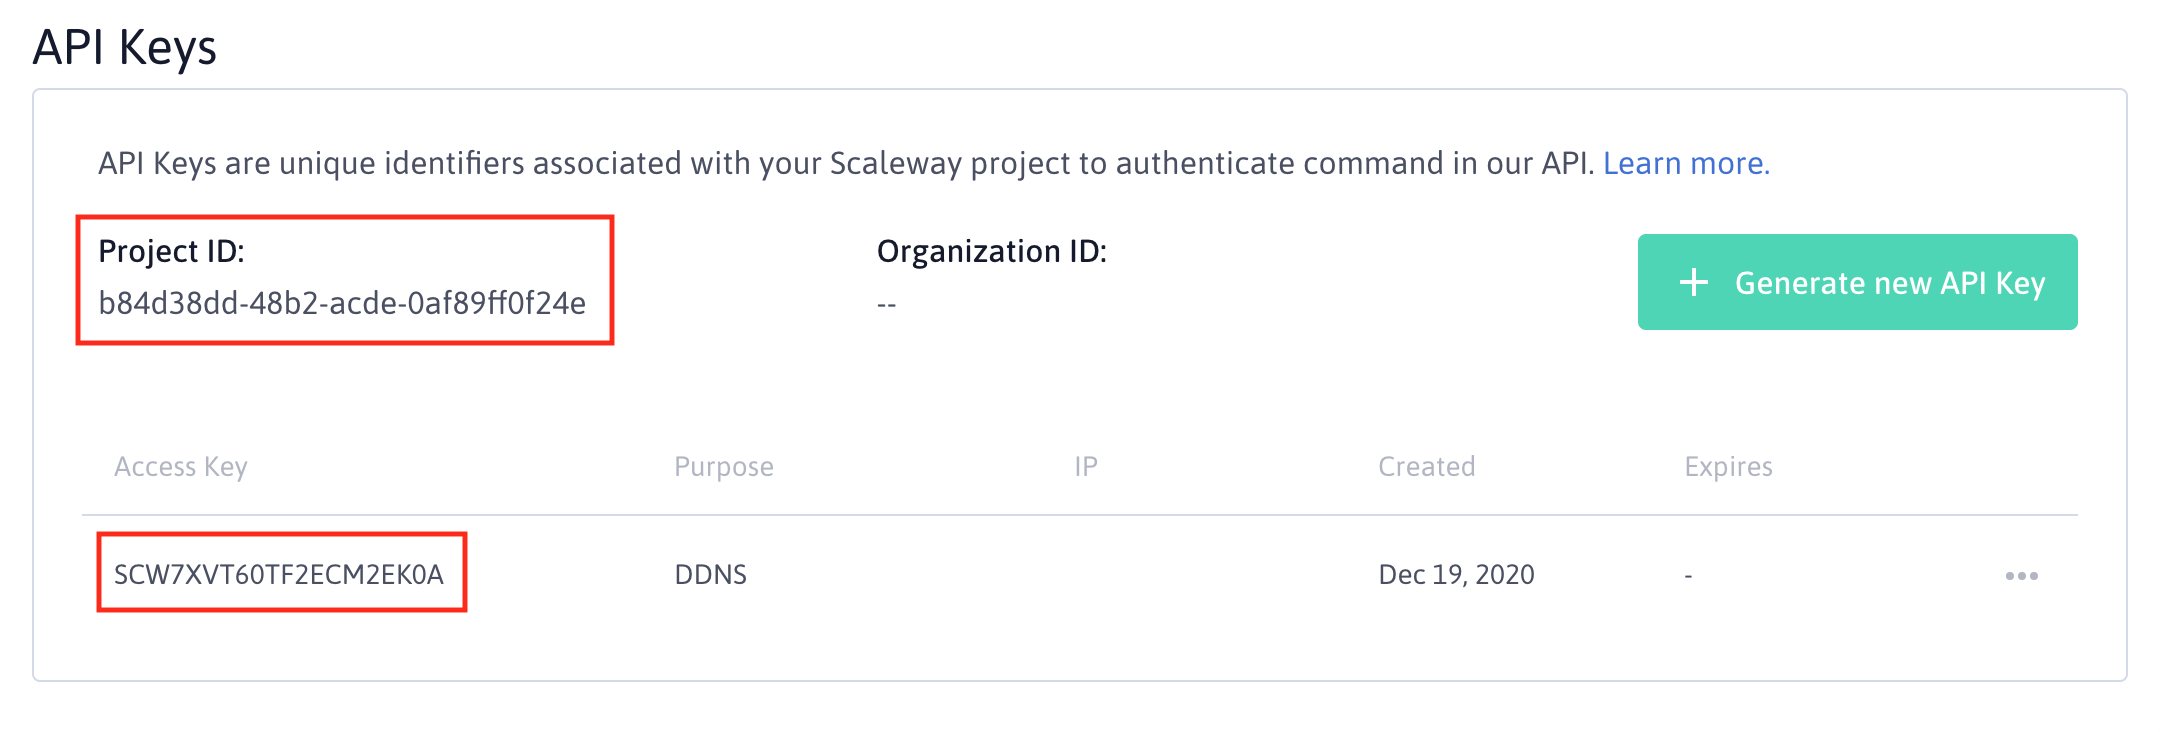 API Keys
API Keys are unique identifiers associated with your Scaleway project to authenticate command in our API. Learn more.
Project ID:
b84d38dd-48b2-acde-0af89ff0f24e
Organization ID:
--
+ Generate new API Key
Access Key Purpose IP Created Expires
SCW7XVT60TF2ECM2EK0A DDNS Dec 19, 2020 -